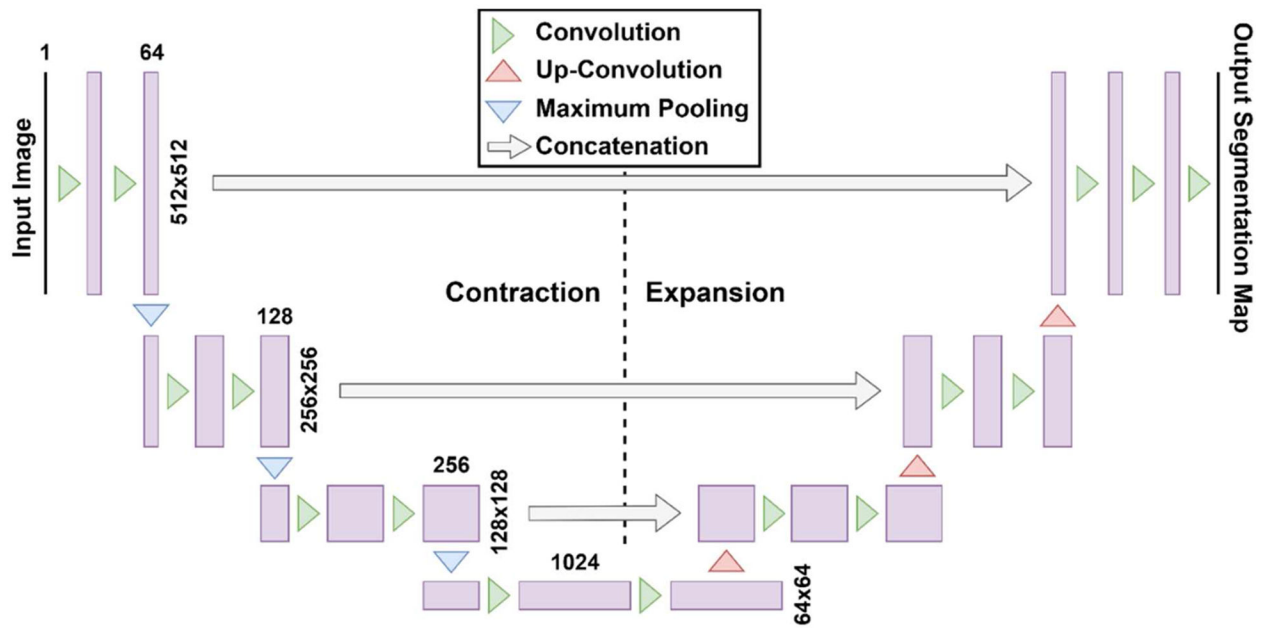 Convolution
Up-Convolution
Maximum Pooling
Concatenation
1
64
Input Image
512x512
Output Segmentation Map
Contraction
Expansion
128
256x256
256
128x128
1024
64x64